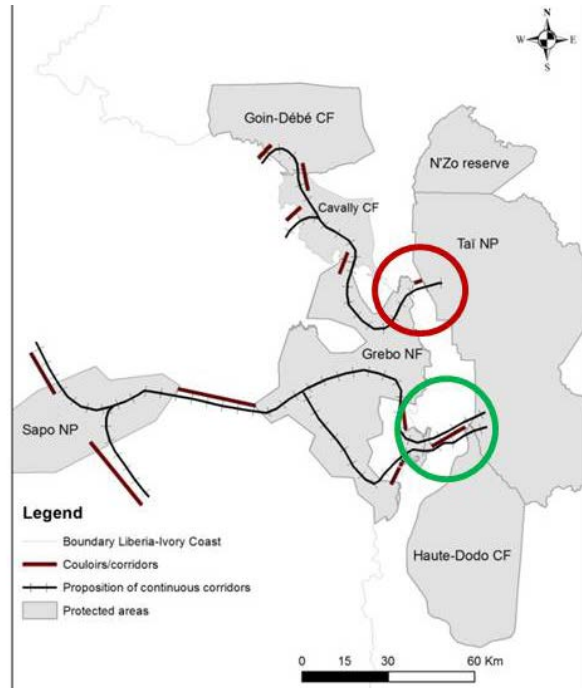 N
W E
S
Goin-Débé CF
N'Zo reserve
Cavally CF
Taï NP
Grebo NF
Sapo NP
Legend
Boundary Liberia-Ivory Coast
Couloirs/corridors
Proposition of continuous corridors
Protected areas
Haute-Dodo CF
0 15 30 60 Km